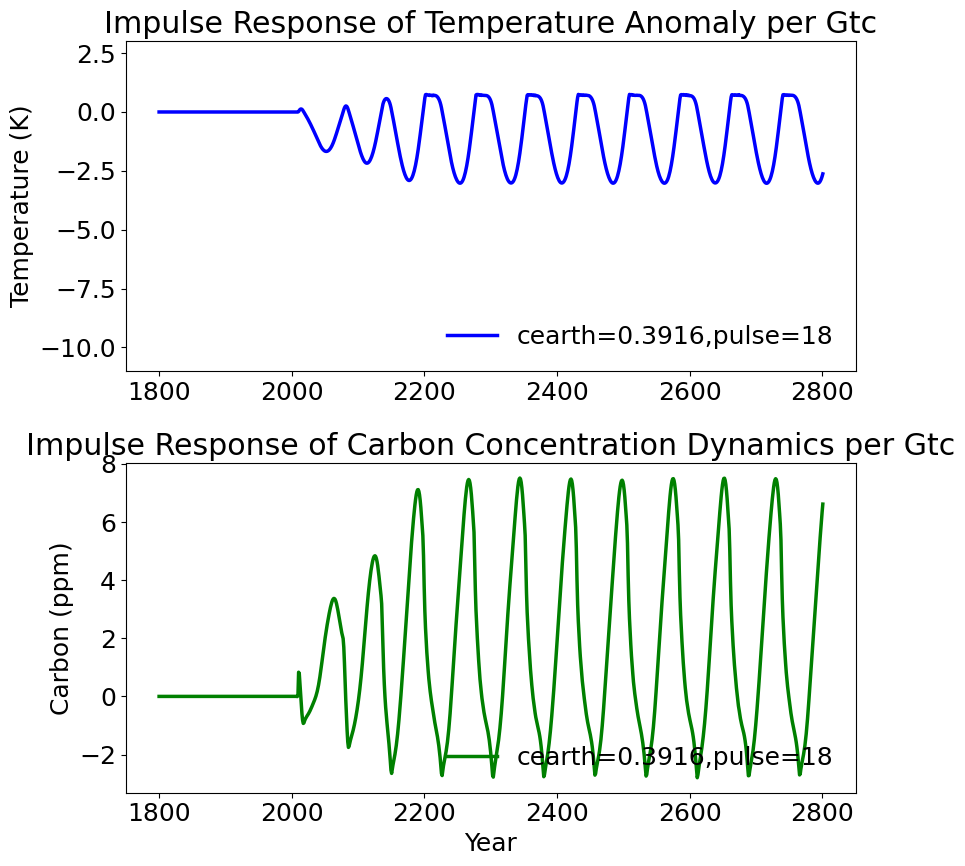 Impulse Response of Temperature Anomaly per Gtc
2.5
0.0
−2.5
−5.0
−7.5
−10.0
Temperature (K)
cearth=0.3916,pulse=18
1800 2000 2200 2400 2600 2800
Impulse Response of Carbon Concentration Dynamics per Gtc
8
6
4
2
0
−2
Carbon (ppm)
cearth=0.3916,pulse=18
1800 2000 2200 2400 2600 2800
Year